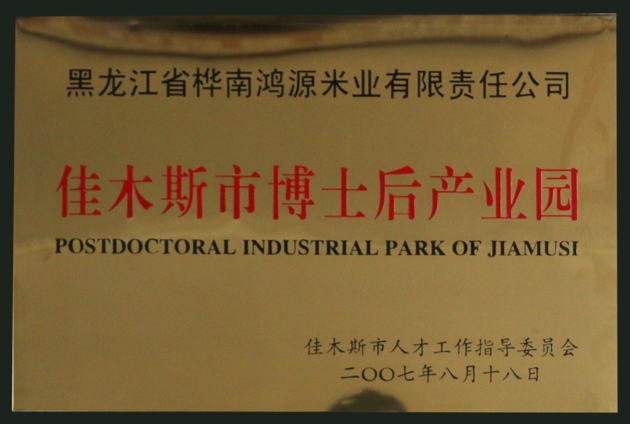 黑龙江省桦南鸿源米业有限责任公司
佳木斯市博士后产业园
POSTDOCTORAL INDUSTRIAL PARK OF JIAMUSI
佳木斯市人才工作指导委员会
二〇〇七年八月十八日